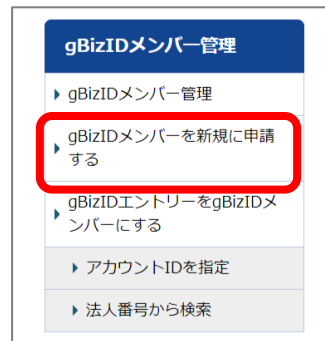 gBizIDメンバー管理
gBizIDメンバー管理
gBizIDメンバーを新規に申請
する
gBizIDエントリーをgBizIDメ
ンバーにする
アカウントIDを指定
法人番号から検索